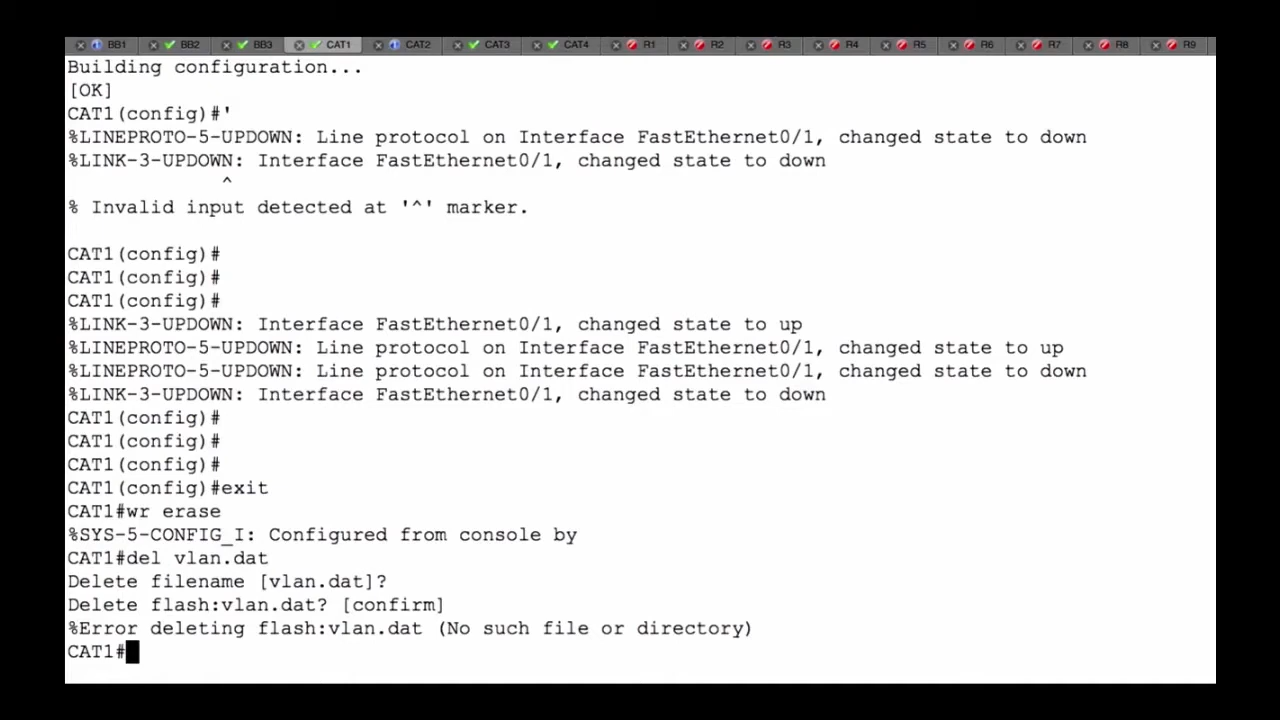 BB1 BB2 BB3 CAT1 CAT2 CAT3 CAT4 R1 R2 R3 R4 R5 R6 R7 R8 R9
Building configuration...
[OK]
CAT1(config)#'
%LINEPROTO-5-UPDOWN: Line protocol on Interface FastEthernet0/1, changed state to down
%LINK-3-UPDOWN: Interface FastEthernet0/1, changed state to down
^
% Invalid input detected at '^' marker.
CAT1(config)#
CAT1(config)#
CAT1(config)#
%LINK-3-UPDOWN: Interface FastEthernet0/1, changed state to up
%LINEPROTO-5-UPDOWN: Line protocol on Interface FastEthernet0/1, changed state to up
%LINEPROTO-5-UPDOWN: Line protocol on Interface FastEthernet0/1, changed state to down
%LINK-3-UPDOWN: Interface FastEthernet0/1, changed state to down
CAT1(config)#
CAT1(config)#
CAT1(config)#
CAT1(config)#exit
CAT1#wr erase
%SYS-5-CONFIG_I: Configured from console by
CAT1#del vlan.dat
Delete filename [vlan.dat]?
Delete flash:vlan.dat? [confirm]
%Error deleting flash:vlan.dat (No such file or directory)
CAT1#